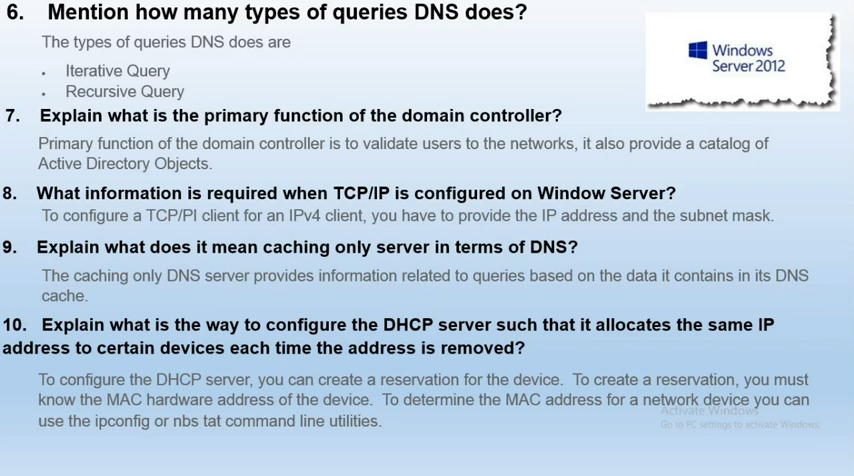 6. Mention how many types of queries DNS does?
The types of queries DNS does are
• Iterative Query
• Recursive Query
Windows
Server 2012
7. Explain what is the primary function of the domain controller?
Primary function of the domain controller is to validate users to the networks, it also provide a catalog of
Active Directory Objects.
8. What information is required when TCP/IP is configured on Window Server?
To configure a TCP/PI client for an IPv4 client, you have to provide the IP address and the subnet mask.
9. Explain what does it mean caching only server in terms of DNS?
The caching only DNS server provides information related to queries based on the data it contains in its DNS
cache.
10. Explain what is the way to configure the DHCP server such that it allocates the same IP
address to certain devices each time the address is removed?
To configure the DHCP server, you can create a reservation for the device. To create a reservation, you must
know the MAC hardware address of the device. To determine the MAC address for a network device you can
use the ipconfig or nbs tat command line utilities.
Activate Windows
Go to PC settings to activate Windows.